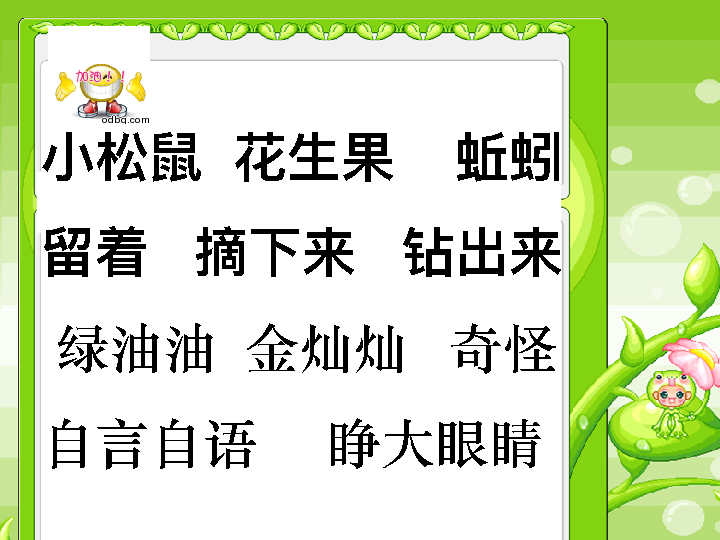 加油！！
odbq.com
小松鼠 花生果 蚯蚓
留着 摘下来 钻出来
绿油油 金灿灿 奇怪
自言自语 睁大眼睛